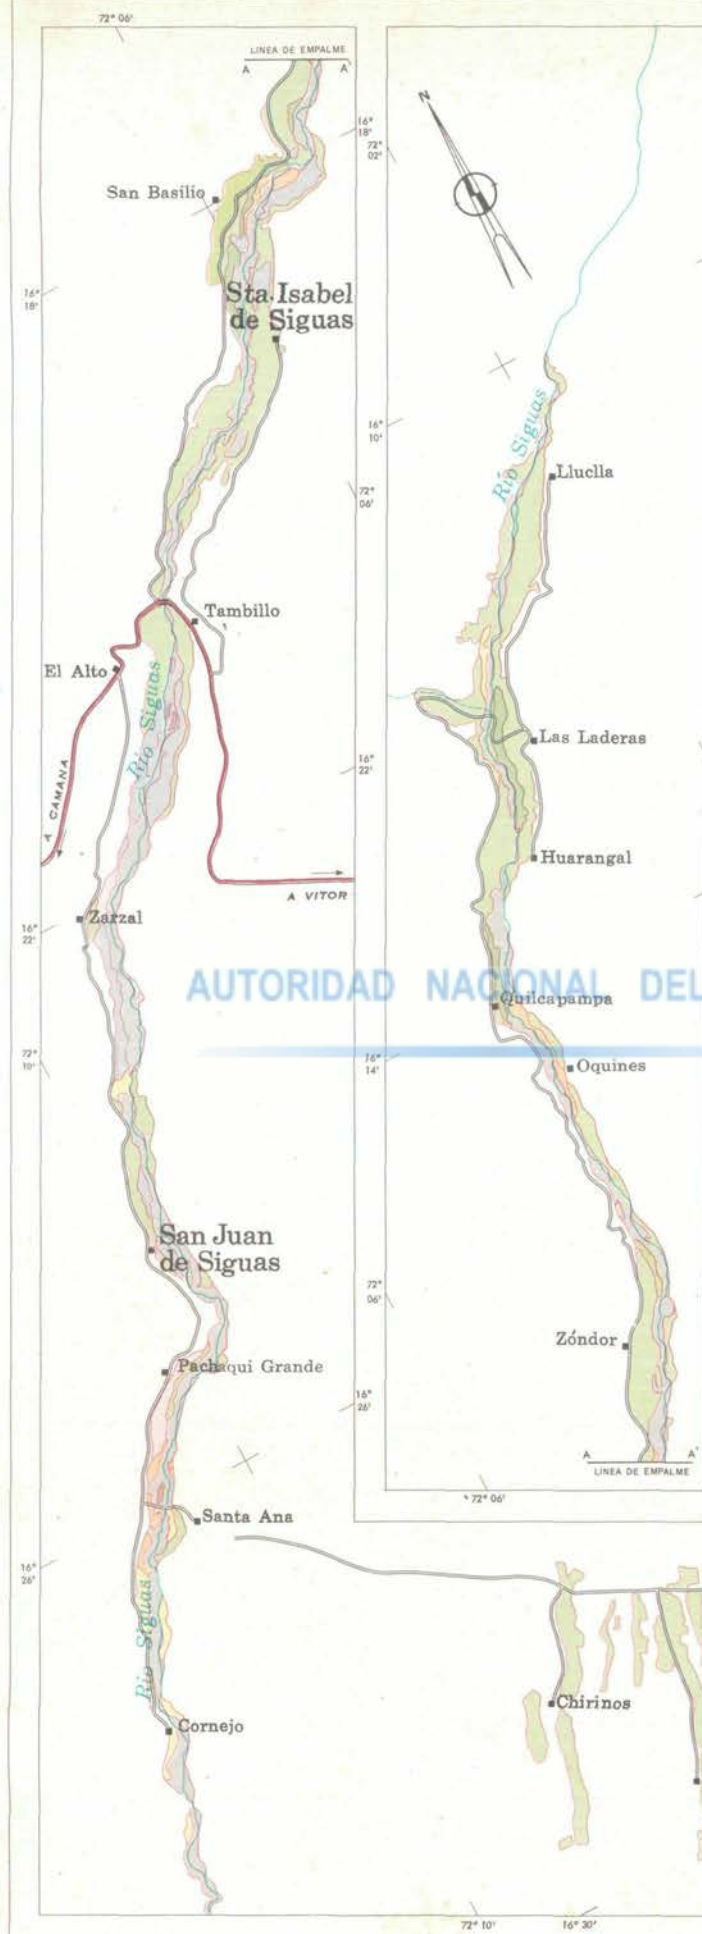 72° 06'
LINEA DE EMPALME
A A'
16°
18'
San Basilio
16°
18'
Sta. Isabel
de Siguas
72°
06'
Tambillo
El Alto
Río Siguas
16°
22'
A CAMANA
A VITOR
Zarzal
16°
22'
72°
10'
San Juan
de Siguas
Pachaqui Grande
16°
26'
Santa Ana
16°
26'
Río Siguas
Cornejo
72°
02'
N
16°
10'
Río Siguas
Lluclla
Las Laderas
Huarangal
AUTORIDAD NACIONAL DEL
Quilcapampa
16°
14'
Oquines
72°
06'
Zóndor
A A'
LINEA DE EMPALME
72° 06'
Chirinos
72° 10' 16° 30'